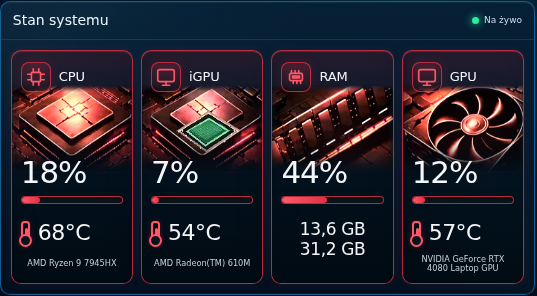 Stan systemu
Na żywo
CPU
18%
68°C
AMD Ryzen 9 7945HX
iGPU
7%
54°C
AMD Radeon(TM) 610M
RAM
44%
13,6 GB
31,2 GB
GPU
12%
57°C
NVIDIA GeForce RTX
4080 Laptop GPU